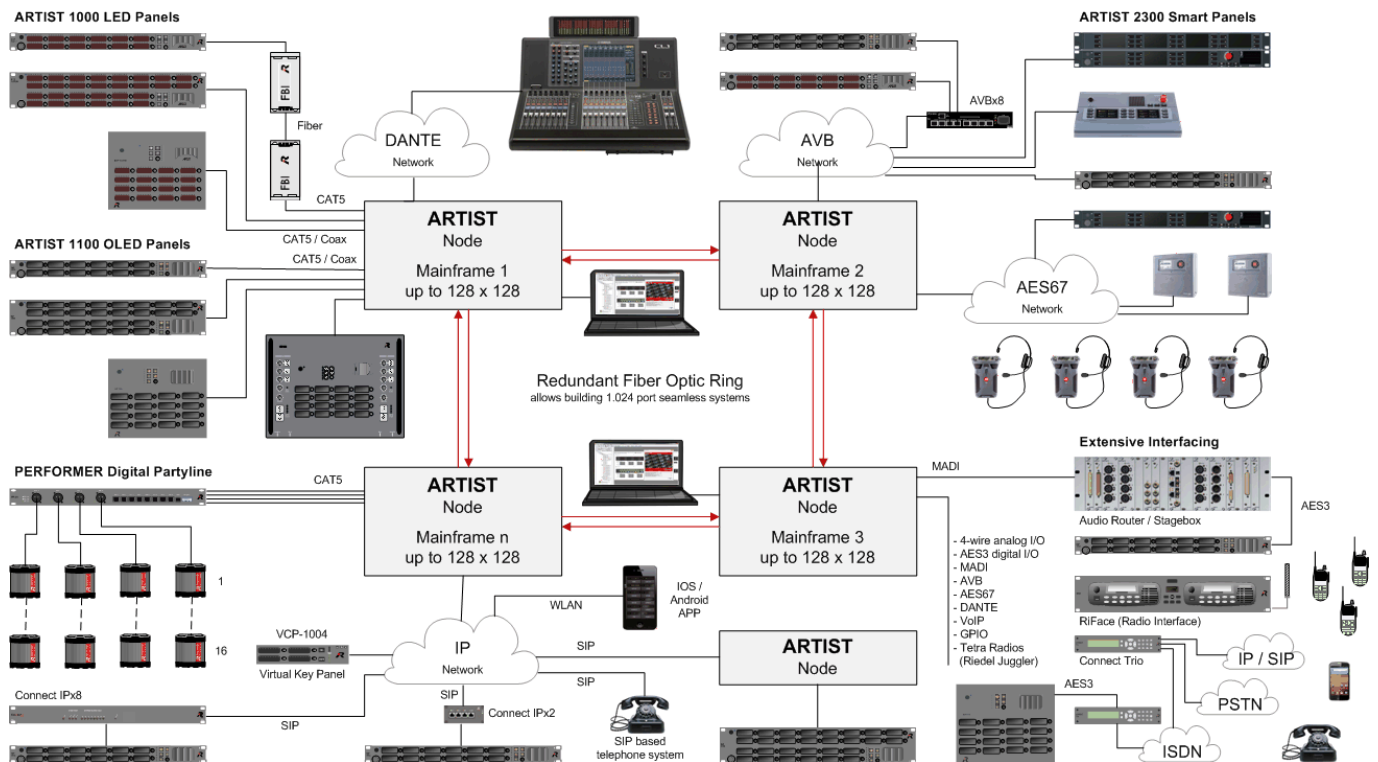 ARTIST 1000 LED Panels
FBI
Fiber
FBI
CAT5
CAT5 / Coax
DANTE
Network
AVBx8
AVB
Network
ARTIST 2300 Smart Panels
ARTIST 1100 OLED Panels
CAT5 / Coax
ARTIST
Node
Mainframe 1
up to 128 x 128
ARTIST
Node
Mainframe 2
up to 128 x 128
AES67
Network
Redundant Fiber Optic Ring
allows building 1.024 port seamless systems
PERFORMER Digital Partyline
CAT5
1
16
ARTIST
Node
Mainframe n
up to 128 x 128
ARTIST
Node
Mainframe 3
up to 128 x 128
MADI
Extensive Interfacing
AES3
Audio Router / Stagebox
- 4-wire analog I/O
- AES3 digital I/O
- MADI
- AVB
- AES67
- DANTE
- VoIP
- GPIO
- Tetra Radios
(Riedel Juggler)
RiFace (Radio Interface)
Connect Trio
IP / SIP
PSTN
AES3
ISDN
WLAN
IOS /
Android
APP
VCP-1004
Virtual Key Panel
IP
Network
SIP
SIP
SIP
SIP
ARTIST
Node
Connect IPx8
Connect IPx2
SIP based
telephone system